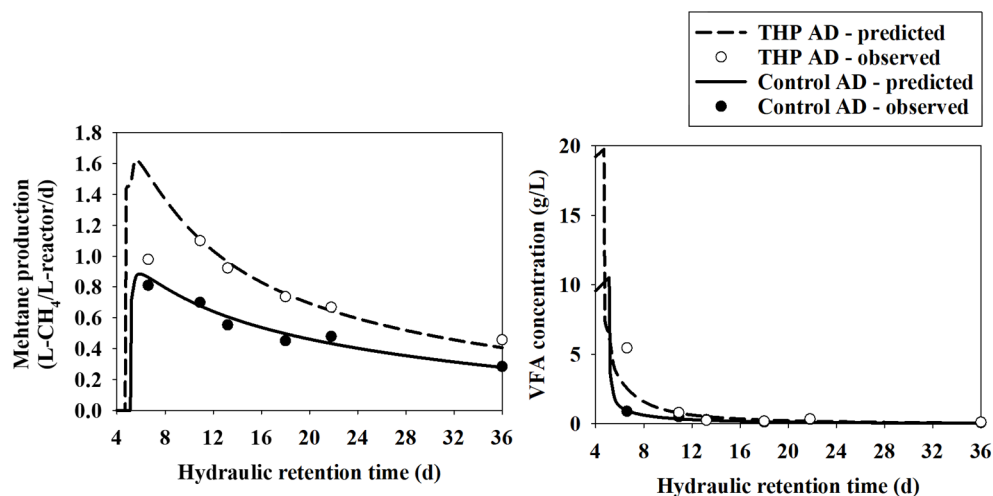 THP AD - predicted
THP AD - observed
Control AD - predicted
Control AD - observed
Mehtane production
(L-CH₄/L-reactor/d)
1.8
1.6
1.4
1.2
1.0
0.8
0.6
0.4
0.2
0.0
4 8 12 16 20 24 28 32 36
Hydraulic retention time (d)
VFA concentration (g/L)
20
15
10
5
0
4 8 12 16 20 24 28 32 36
Hydraulic retention time (d)